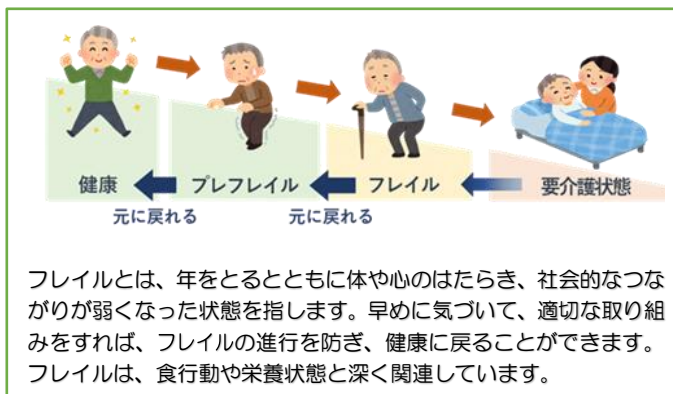 健康 プレフレイル フレイル 要介護状態
元に戻れる 元に戻れる
フレイルとは、年をとるとともに体や心のはたらき、社会的なつな
がりが弱くなった状態を指します。早めに気づいて、適切な取り組
みをすれば、フレイルの進行を防ぎ、健康に戻ることができます。
フレイルは、食行動や栄養状態と深く関連しています。